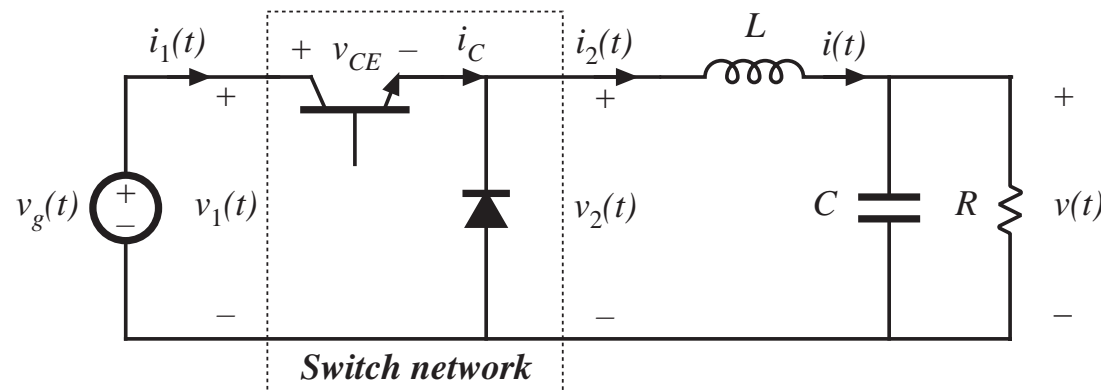 i1(t) + vCE − iC i2(t) L i(t)
+ + +
vg(t) + − v1(t) v2(t) C R v(t)
− − −
Switch network